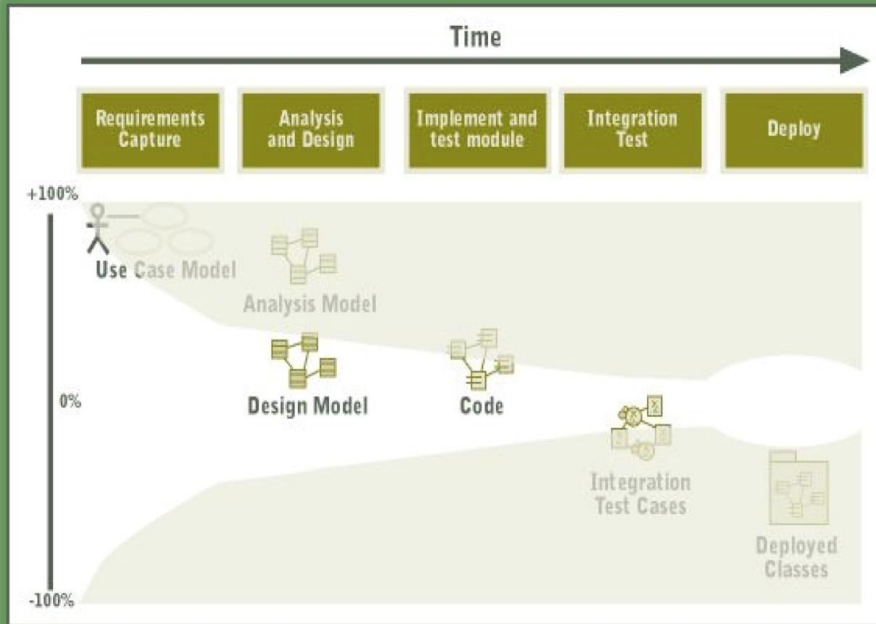 Time
Requirements
Capture
Analysis
and Design
Implement and
test module
Integration
Test
Deploy
+100%
Use Case Model
Analysis Model
0%
Design Model
Code
Integration
Test Cases
Deployed
Classes
-100%